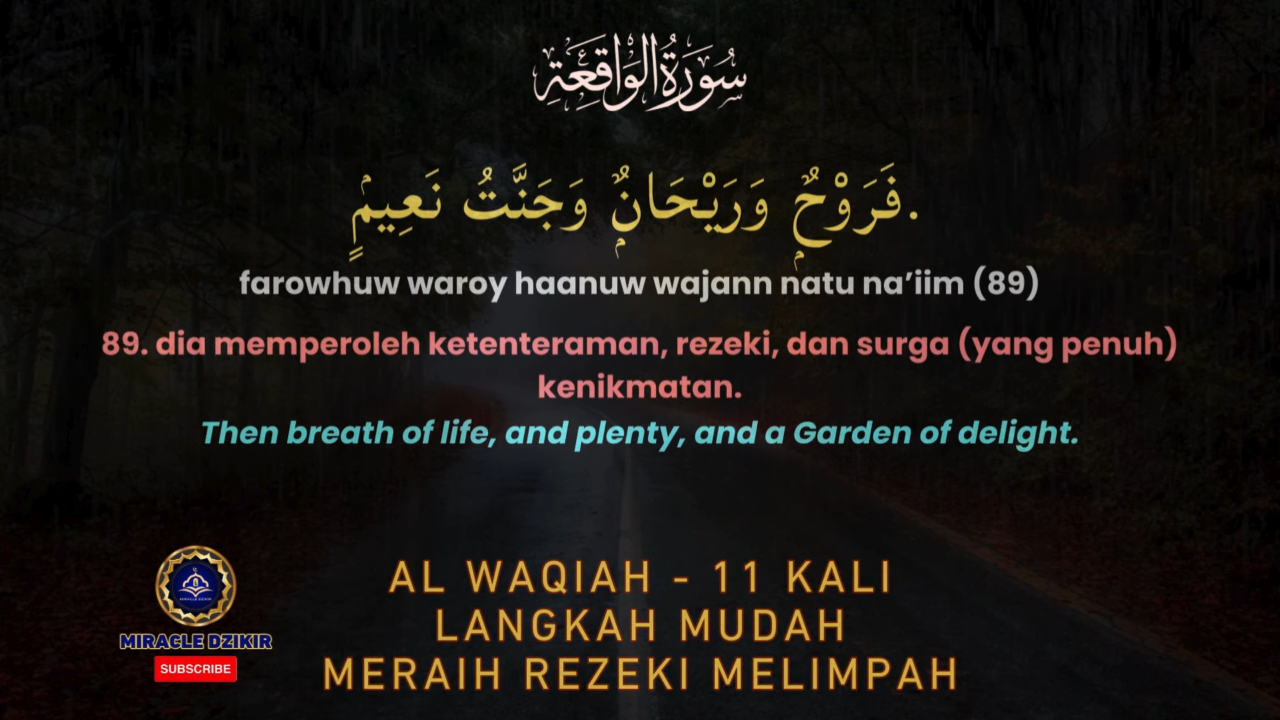 سُورَةُ الوَاقِعَةِ
فَرَوْحٌۭ وَرَيْحَانٌۭ وَجَنَّتُ نَعِيمٍۢ.
farowhuw waroy haanuw wajann natu na’iim (89)
89. dia memperoleh ketenteraman, rezeki, dan surga (yang penuh)
kenikmatan.
Then breath of life, and plenty, and a Garden of delight.
AL WAQIAH - 11 KALI
LANGKAH MUDAH
MERAIH REZEKI MELIMPAH
MIRACLE DZIKIR
MIRACLE DZIKIR
SUBSCRIBE